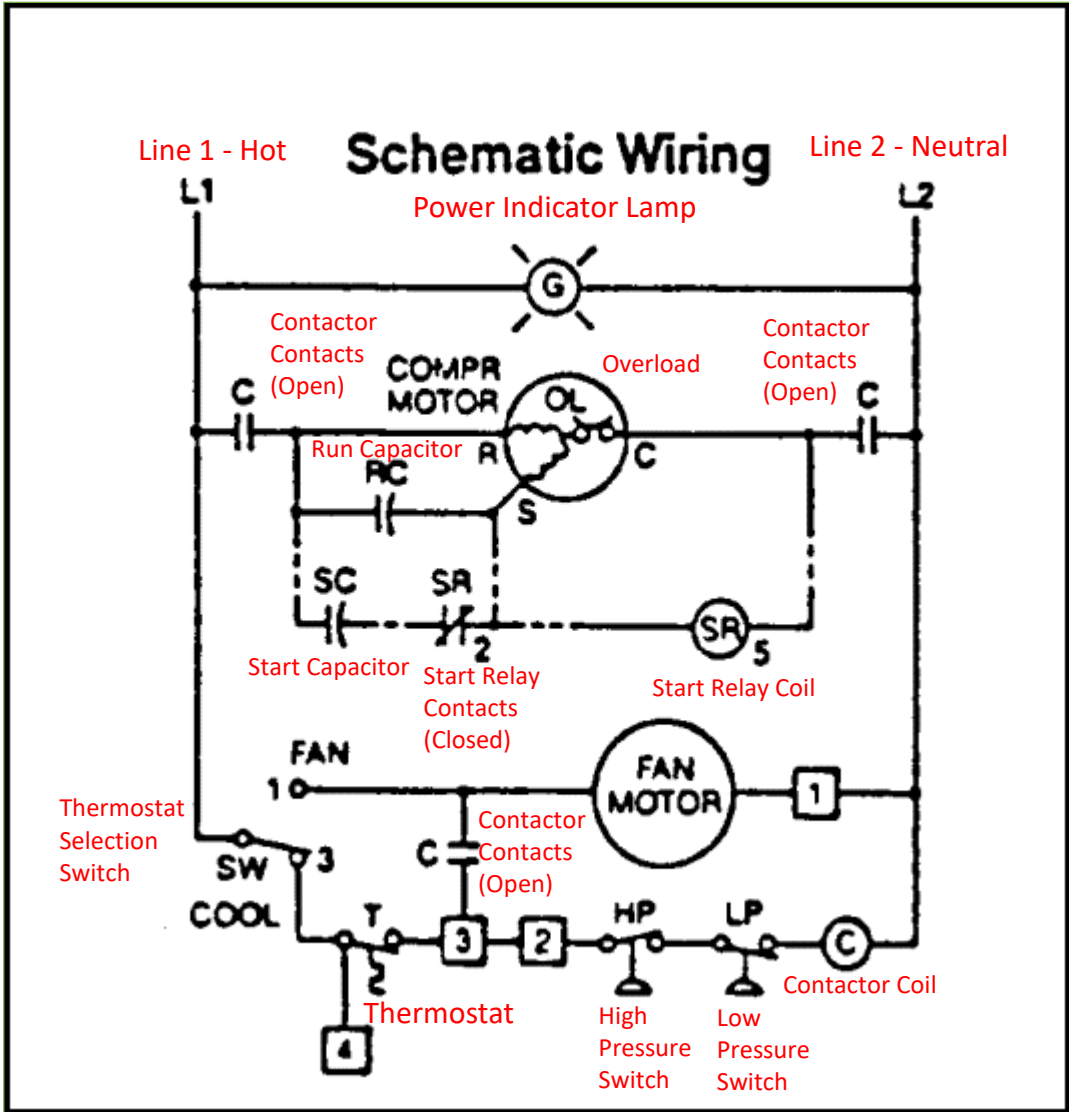 Line 1 - Hot
Schematic Wiring
Line 2 - Neutral
L1
L2
Power Indicator Lamp
G
Contactor
Contacts
(Open)
Contactor
Contacts
(Open)
COMPR
MOTOR
Overload
OL
C
C
R
C
Run Capacitor
RC
S
SC
SR
2
SR
5
Start Capacitor
Start Relay
Contacts
(Closed)
Start Relay Coil
FAN
1
FAN
MOTOR
1
Thermostat
Selection
Switch
Contactor
Contacts
(Open)
C
SW
3
COOL
T
3
2
HP
LP
C
Contactor Coil
Thermostat
High
Pressure
Switch
Low
Pressure
Switch
4